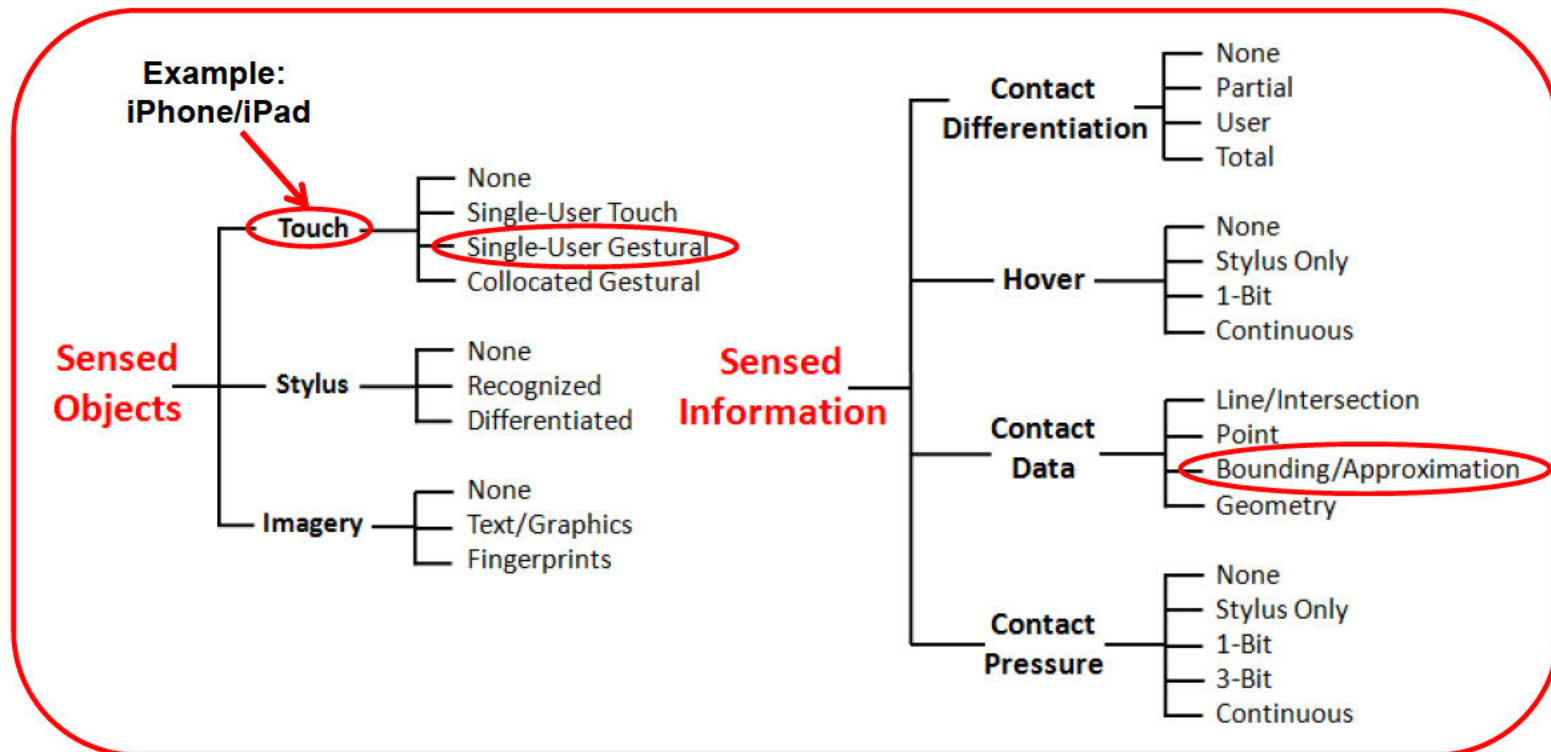 Example:
iPhone/iPad
Sensed
Objects
Touch
None
Single-User Touch
Single-User Gestural
Collocated Gestural
Stylus
None
Recognized
Differentiated
Imagery
None
Text/Graphics
Fingerprints
Sensed
Information
Contact
Differentiation
None
Partial
User
Total
Hover
None
Stylus Only
1-Bit
Continuous
Contact
Data
Line/Intersection
Point
Bounding/Approximation
Geometry
Contact
Pressure
None
Stylus Only
1-Bit
3-Bit
Continuous